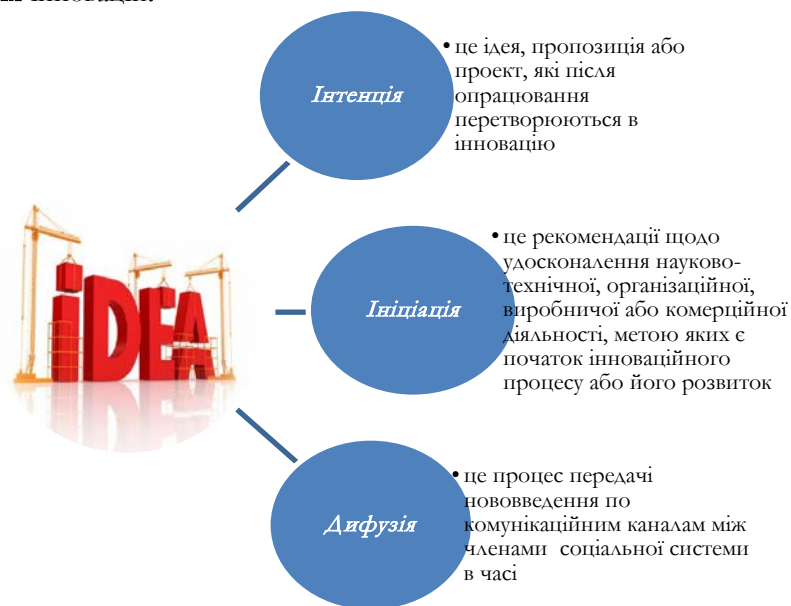 Інтенція
• це ідея, пропозиція або
проект, які після
опрацювання
перетворюються в
інновацію
iDEA
Ініціація
• це рекомендації щодо
удосконалення науково-
технічної, організаційної,
виробничої або комерційної
діяльності, метою яких є
початок інноваційного
процесу або його розвиток
Дифузія
• це процес передачі
нововведення по
комунікаційним каналам між
членами соціальної системи
в часі